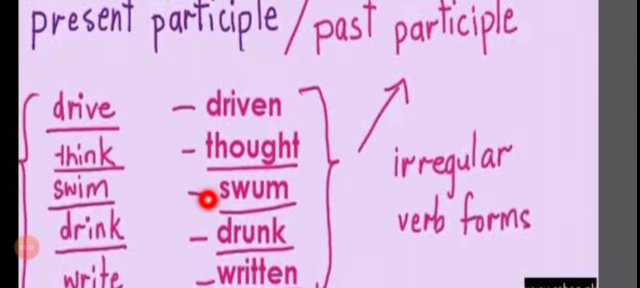 present participle / past participle
drive — driven
think - thought
swim - swum
drink - drunk
write - written
irregular
verb forms